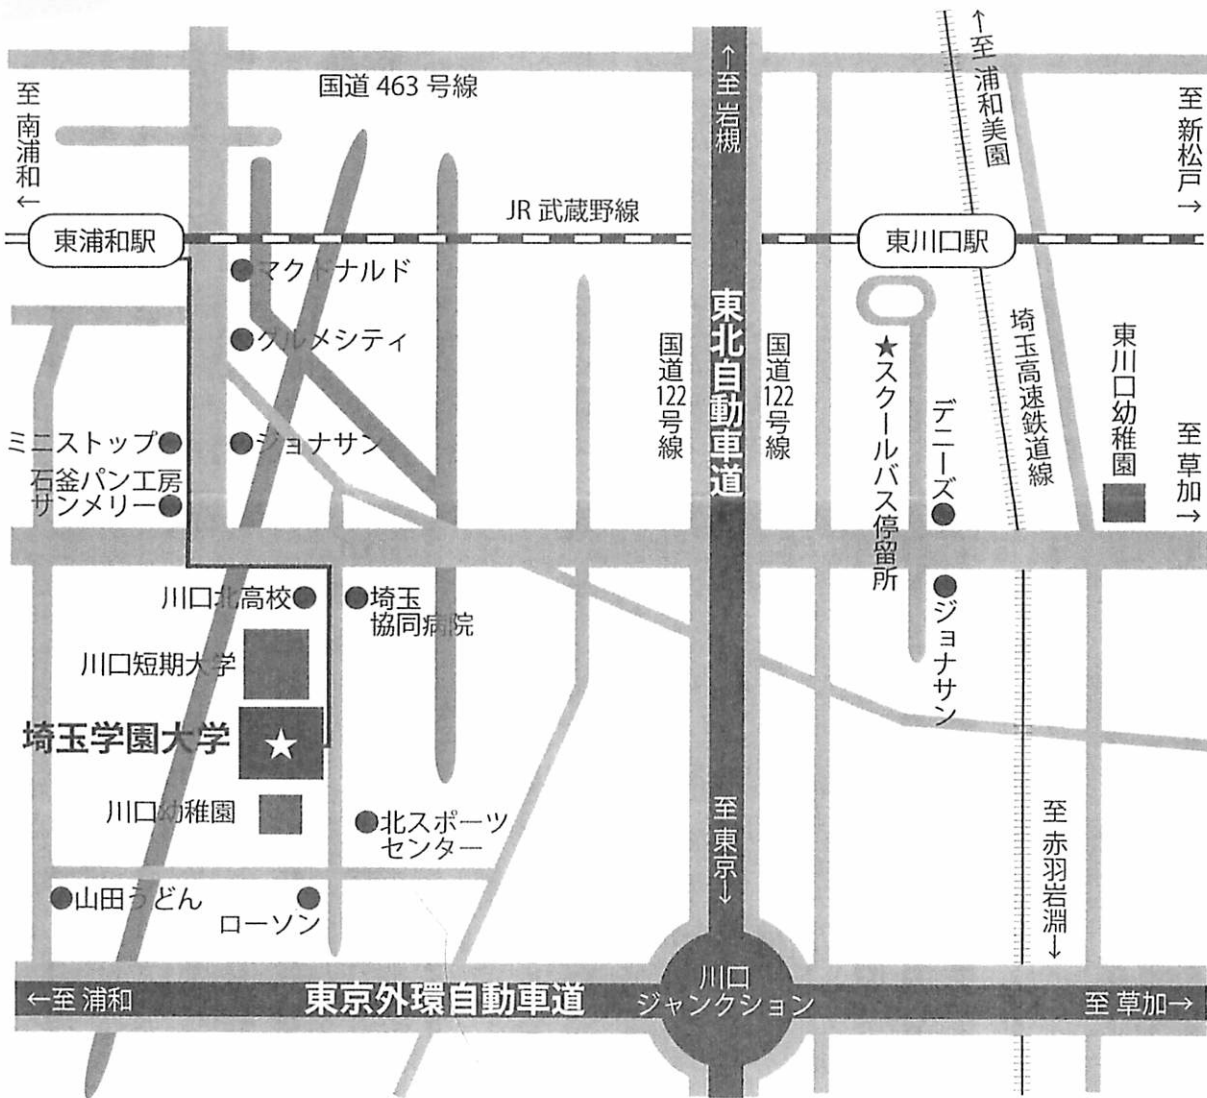 国道 463 号線
至 南浦和←
←至 岩槻
←至 浦和美園
至 新松戸→
JR 武蔵野線
東浦和駅
東川口駅
マクドナルド
グルメシティ
ミニストップ
ジョナサン
石釜パン工房
サンメリー
国道122号線
東北自動車道
国道122号線
★スクールバス停留所
デニーズ
埼玉高速鉄道線
東川口幼稚園
至 草加→
川口北高校
埼玉
協同病院
ジョナサン
川口短期大学
埼玉学園大学
川口幼稚園
北スポーツ
センター
至 東京→
至 赤羽岩淵→
山田うどん
ローソン
←至 浦和
東京外環自動車道
川口
ジャンクション
至 草加→